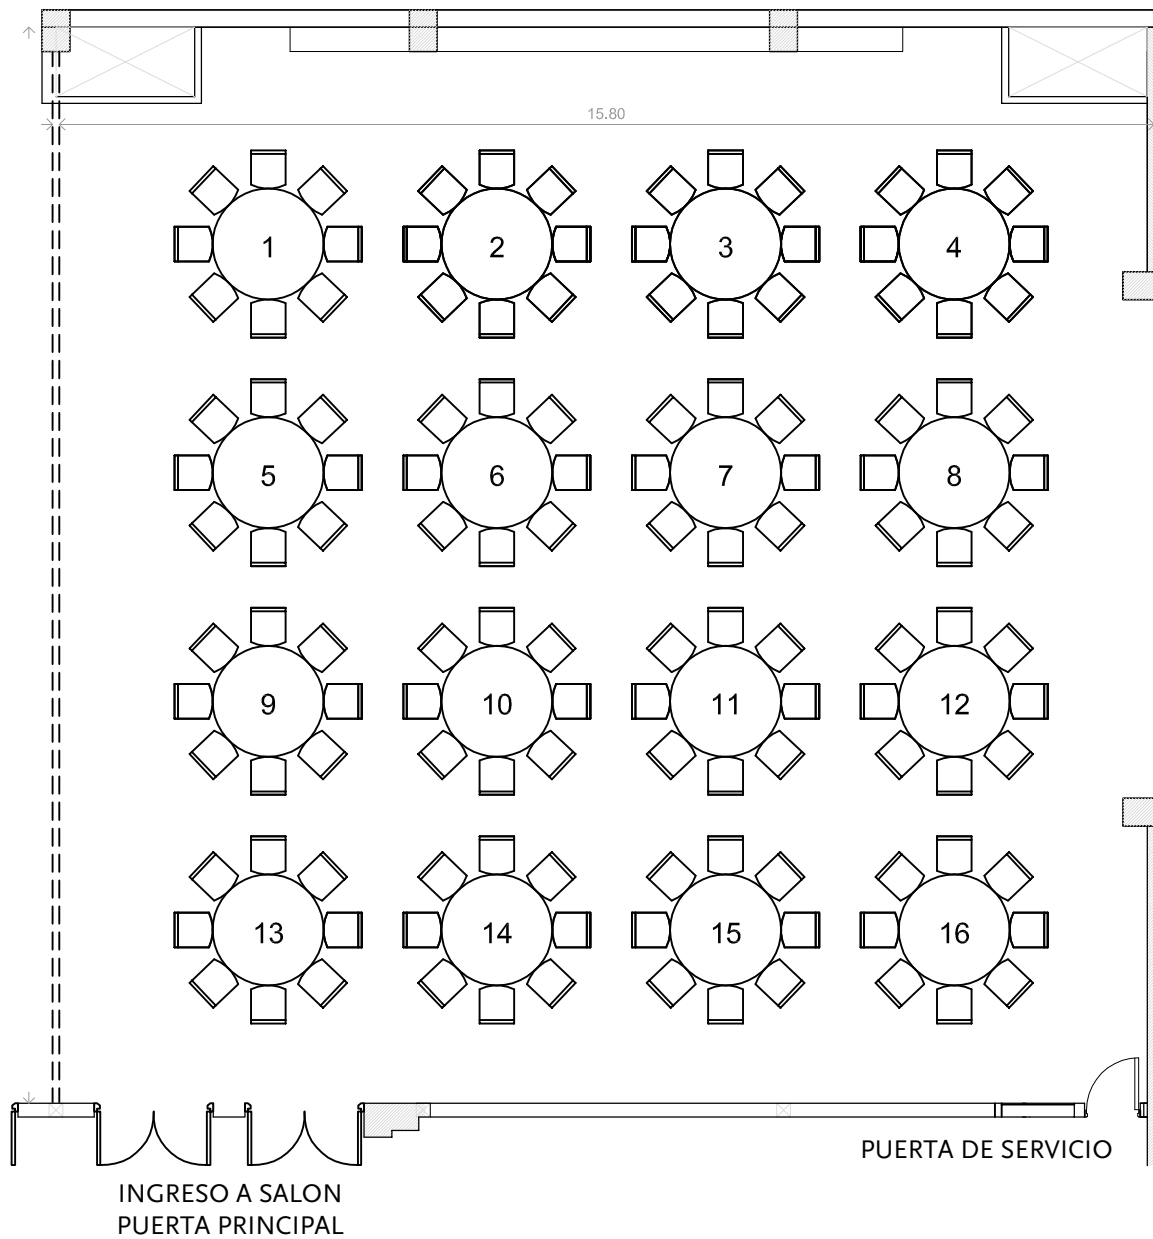 15.80
1 2 3 4
5 6 7 8
9 10 11 12
13 14 15 16
PUERTA DE SERVICIO
INGRESO A SALON
PUERTA PRINCIPAL